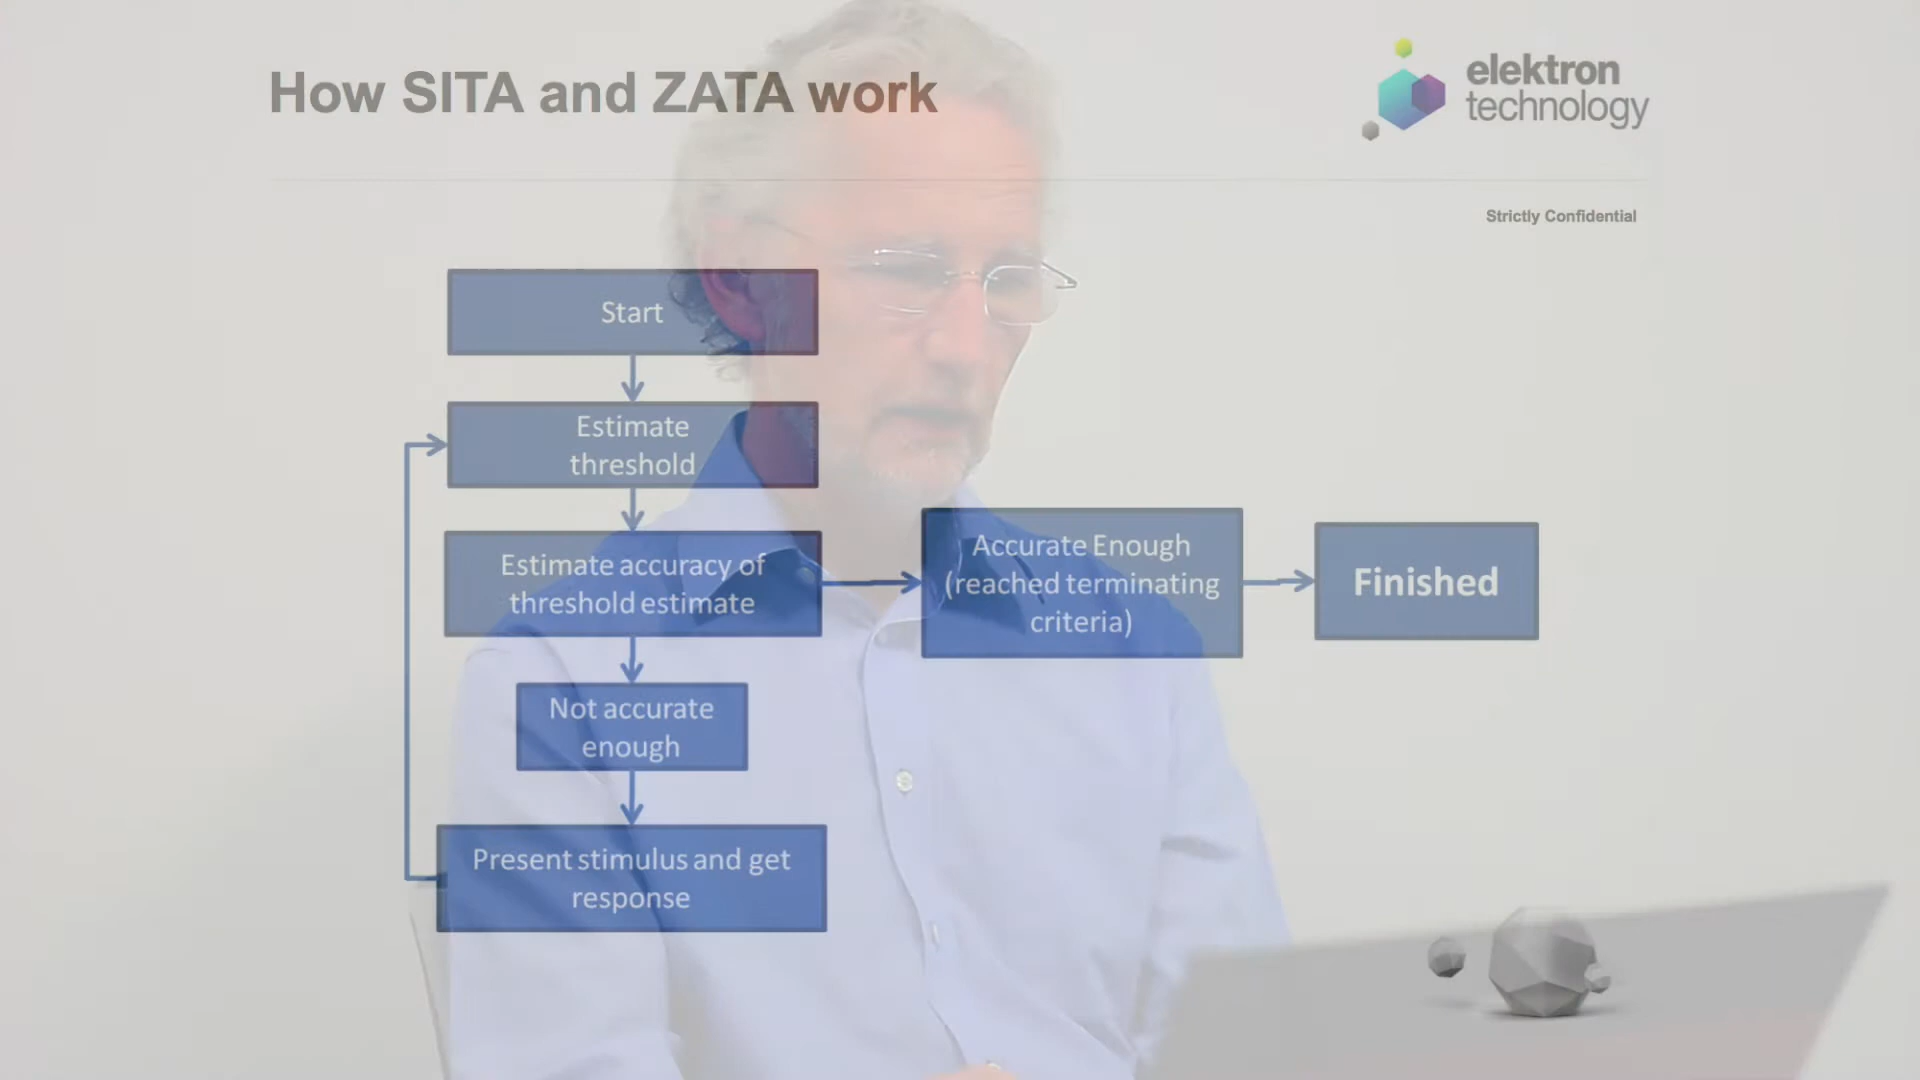 How SITA and ZATA work
elektron
technology
Strictly Confidential
Start
Estimate
threshold
Estimate accuracy of
threshold estimate
Accurate Enough
(reached terminating
criteria)
Finished
Not accurate
enough
Present stimulus and get
response